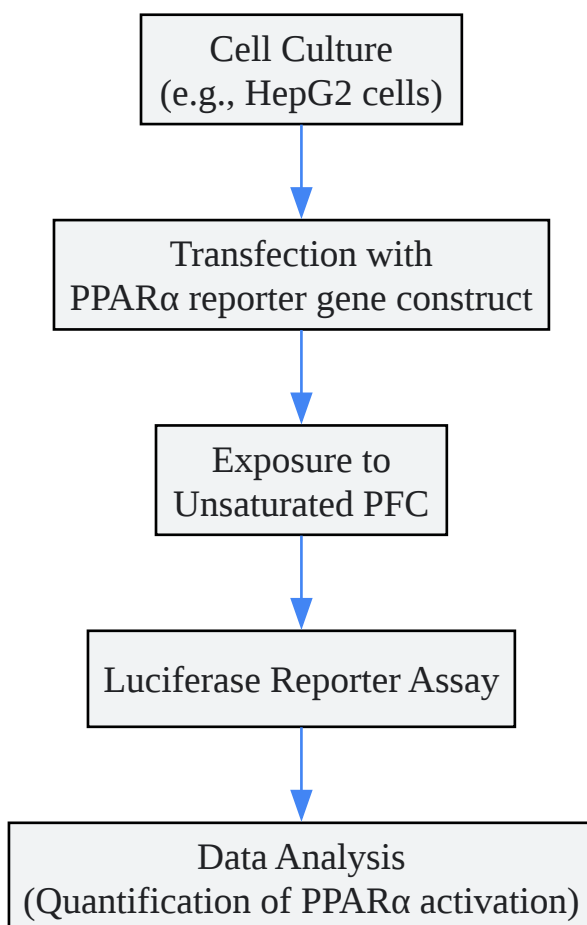 Cell Culture
(e.g., HepG2 cells)
Transfection with
PPARα reporter gene construct
Exposure to
Unsaturated PFC
Luciferase Reporter Assay
Data Analysis
(Quantification of PPARα activation)